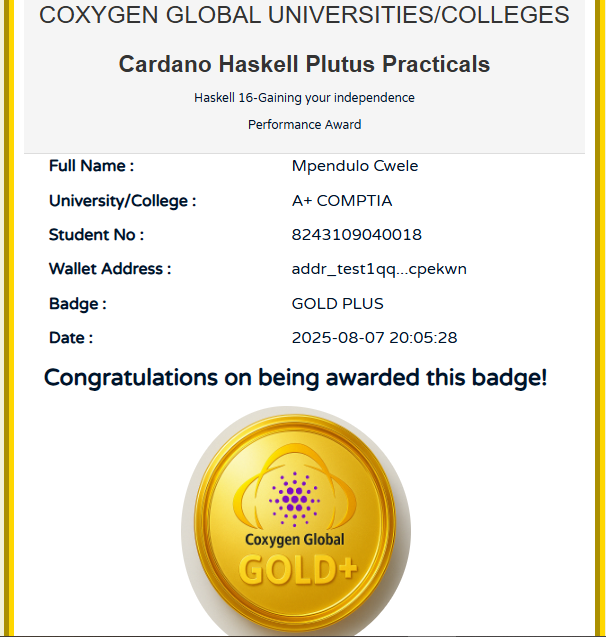 COXYGEN GLOBAL UNIVERSITIES/COLLEGES
Cardano Haskell Plutus Practicals
Haskell 16-Gaining your independence
Performance Award
Full Name : Mpendulo Cwele
University/College : A+ COMPTIA
Student No : 8243109040018
Wallet Address : addr_test1qq...cpekwn
Badge : GOLD PLUS
Date : 2025-08-07 20:05:28
Congratulations on being awarded this badge!
Coxygen Global
GOLD+